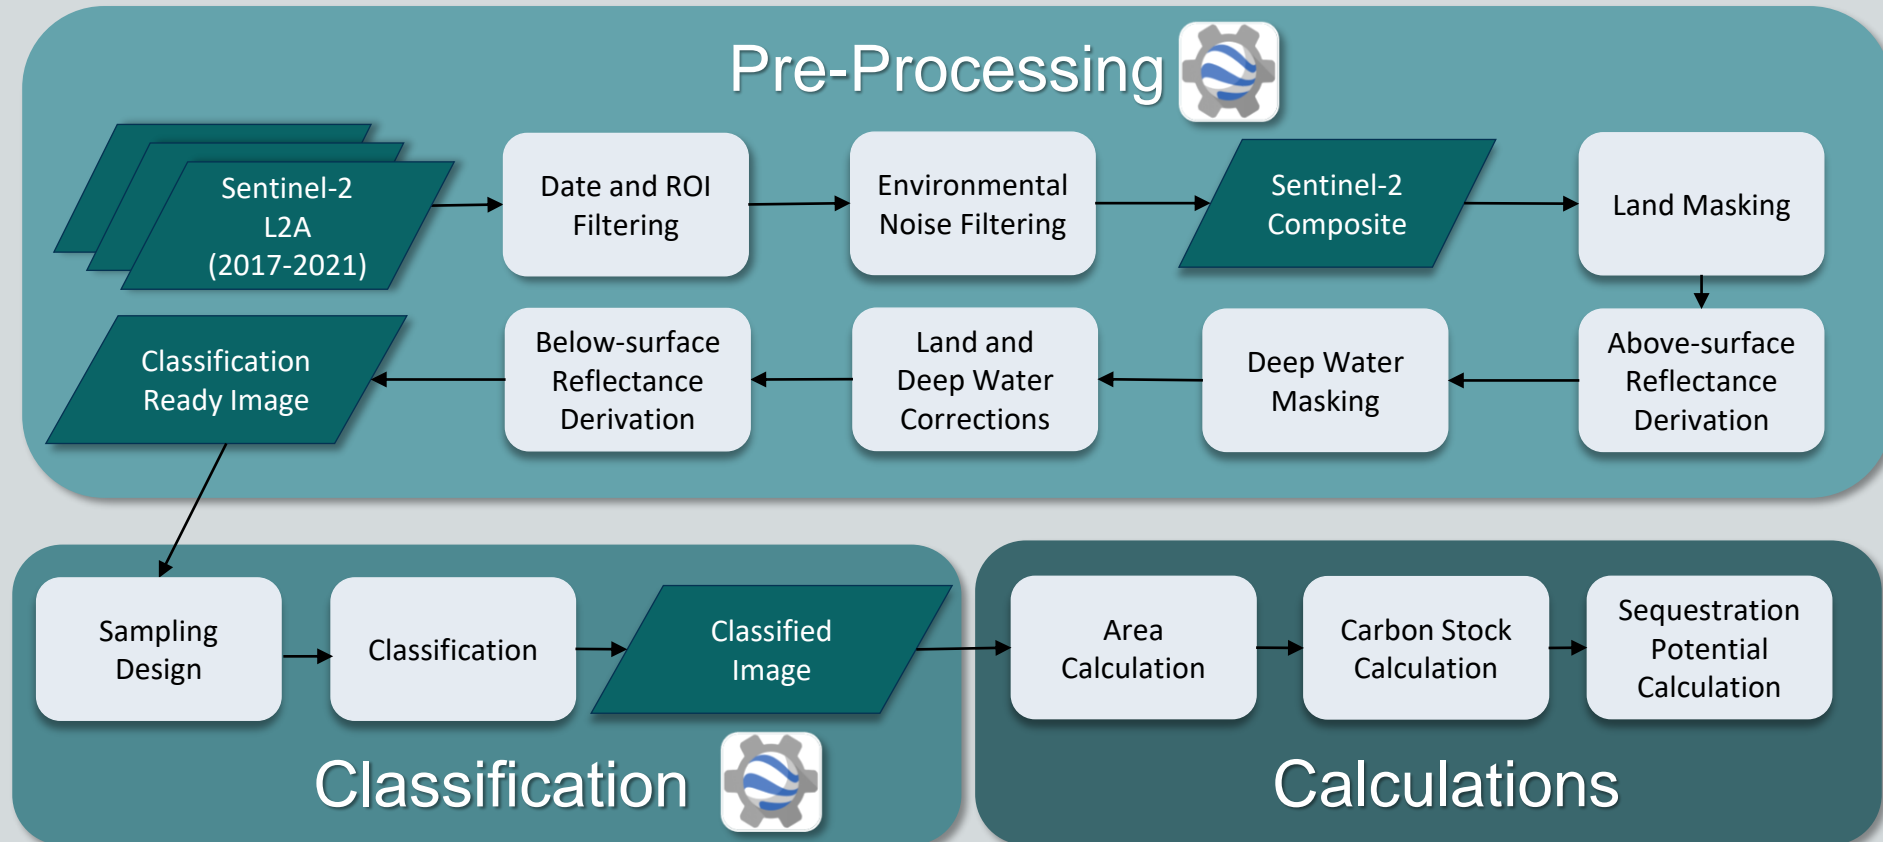 Pre-Processing
Sentinel-2
L2A
(2017-2021)
Date and ROI
Filtering
Environmental
Noise Filtering
Sentinel-2
Composite
Land Masking
Above-surface
Reflectance
Derivation
Deep Water
Masking
Land and
Deep Water
Corrections
Below-surface
Reflectance
Derivation
Classification
Ready Image
Sampling
Design
Classification
Classified
Image
Classification
Area
Calculation
Carbon Stock
Calculation
Sequestration
Potential
Calculation
Calculations